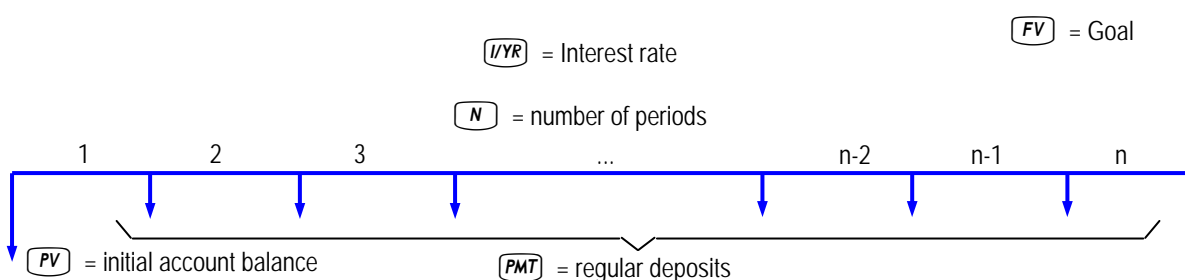 FV = Goal
I/YR = Interest rate
N = number of periods
1 2 3 ... n-2 n-1 n
PV = initial account balance
PMT = regular deposits